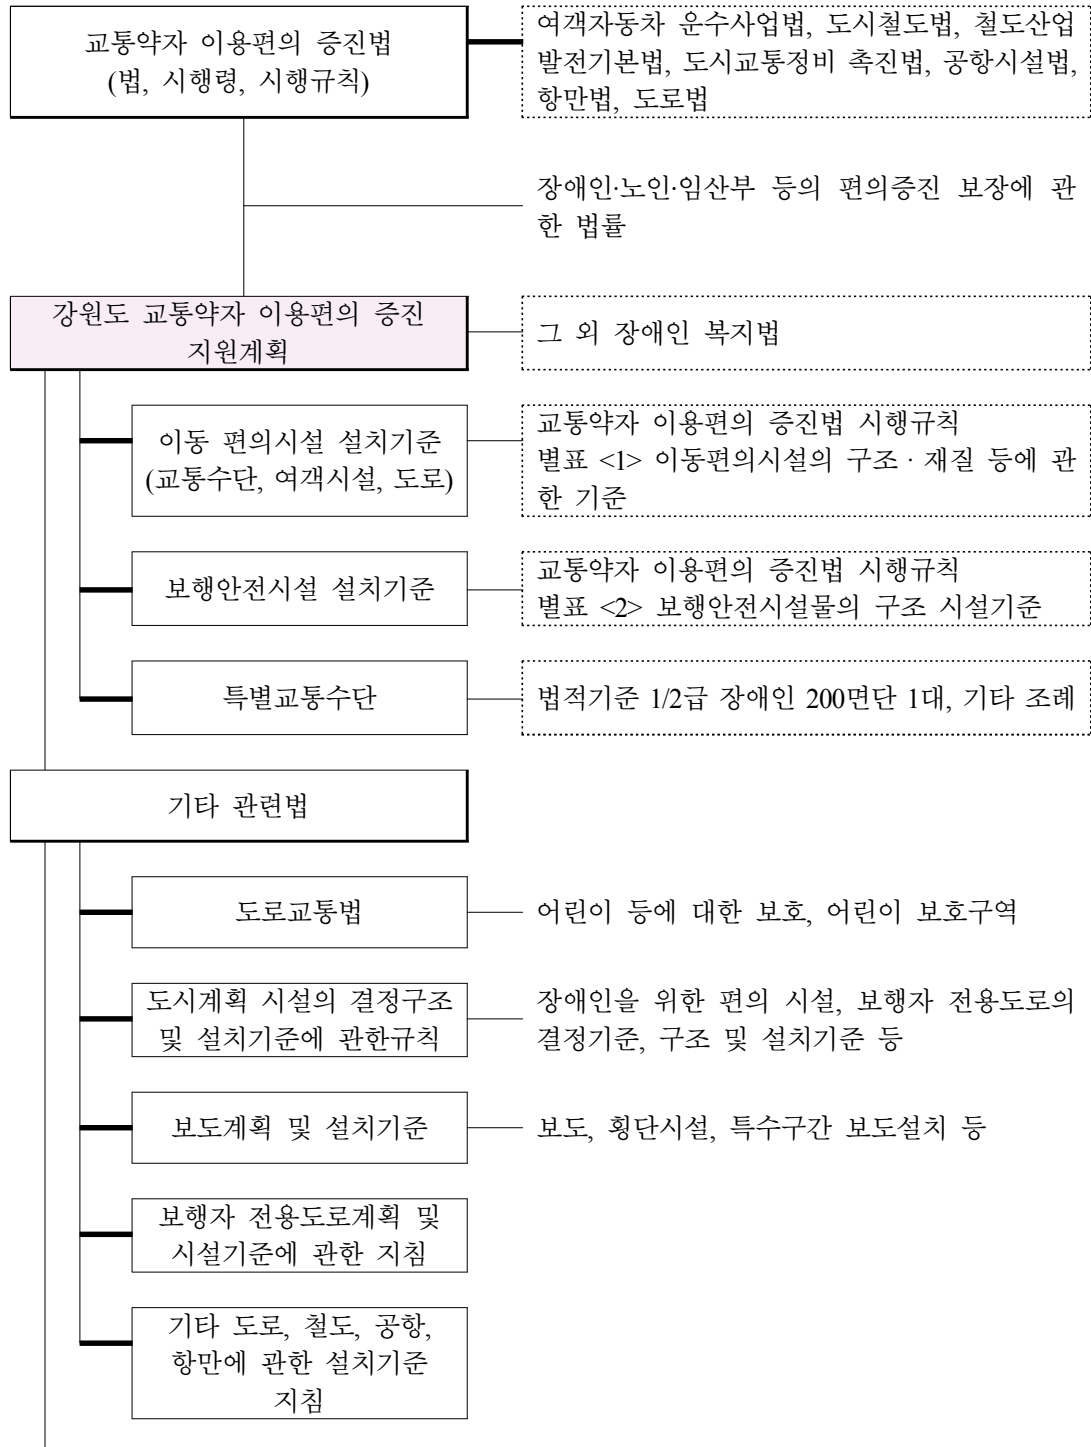 교통약자 이용편의 증진법
(법, 시행령, 시행규칙)
여객자동차 운수사업법, 도시철도법, 철도산업
발전기본법, 도시교통정비 촉진법, 공항시설법,
항만법, 도로법
장애인·노인·임산부 등의 편의증진 보장에 관
한 법률
강원도 교통약자 이용편의 증진
지원계획
그 외 장애인 복지법
이동 편의시설 설치기준
(교통수단, 여객시설, 도로)
교통약자 이용편의 증진법 시행규칙
별표 <1> 이동편의시설의 구조 · 재질 등에 관
한 기준
보행안전시설 설치기준
교통약자 이용편의 증진법 시행규칙
별표 <2> 보행안전시설물의 구조 시설기준
특별교통수단
법적기준 1/2급 장애인 200면단 1대, 기타 조례
기타 관련법
도로교통법
어린이 등에 대한 보호, 어린이 보호구역
도시계획 시설의 결정구조
및 설치기준에 관한규칙
장애인을 위한 편의 시설, 보행자 전용도로의
결정기준, 구조 및 설치기준 등
보도계획 및 설치기준
보도, 횡단시설, 특수구간 보도설치 등
보행자 전용도로계획 및
시설기준에 관한 지침
기타 도로, 철도, 공항,
항만에 관한 설치기준
지침